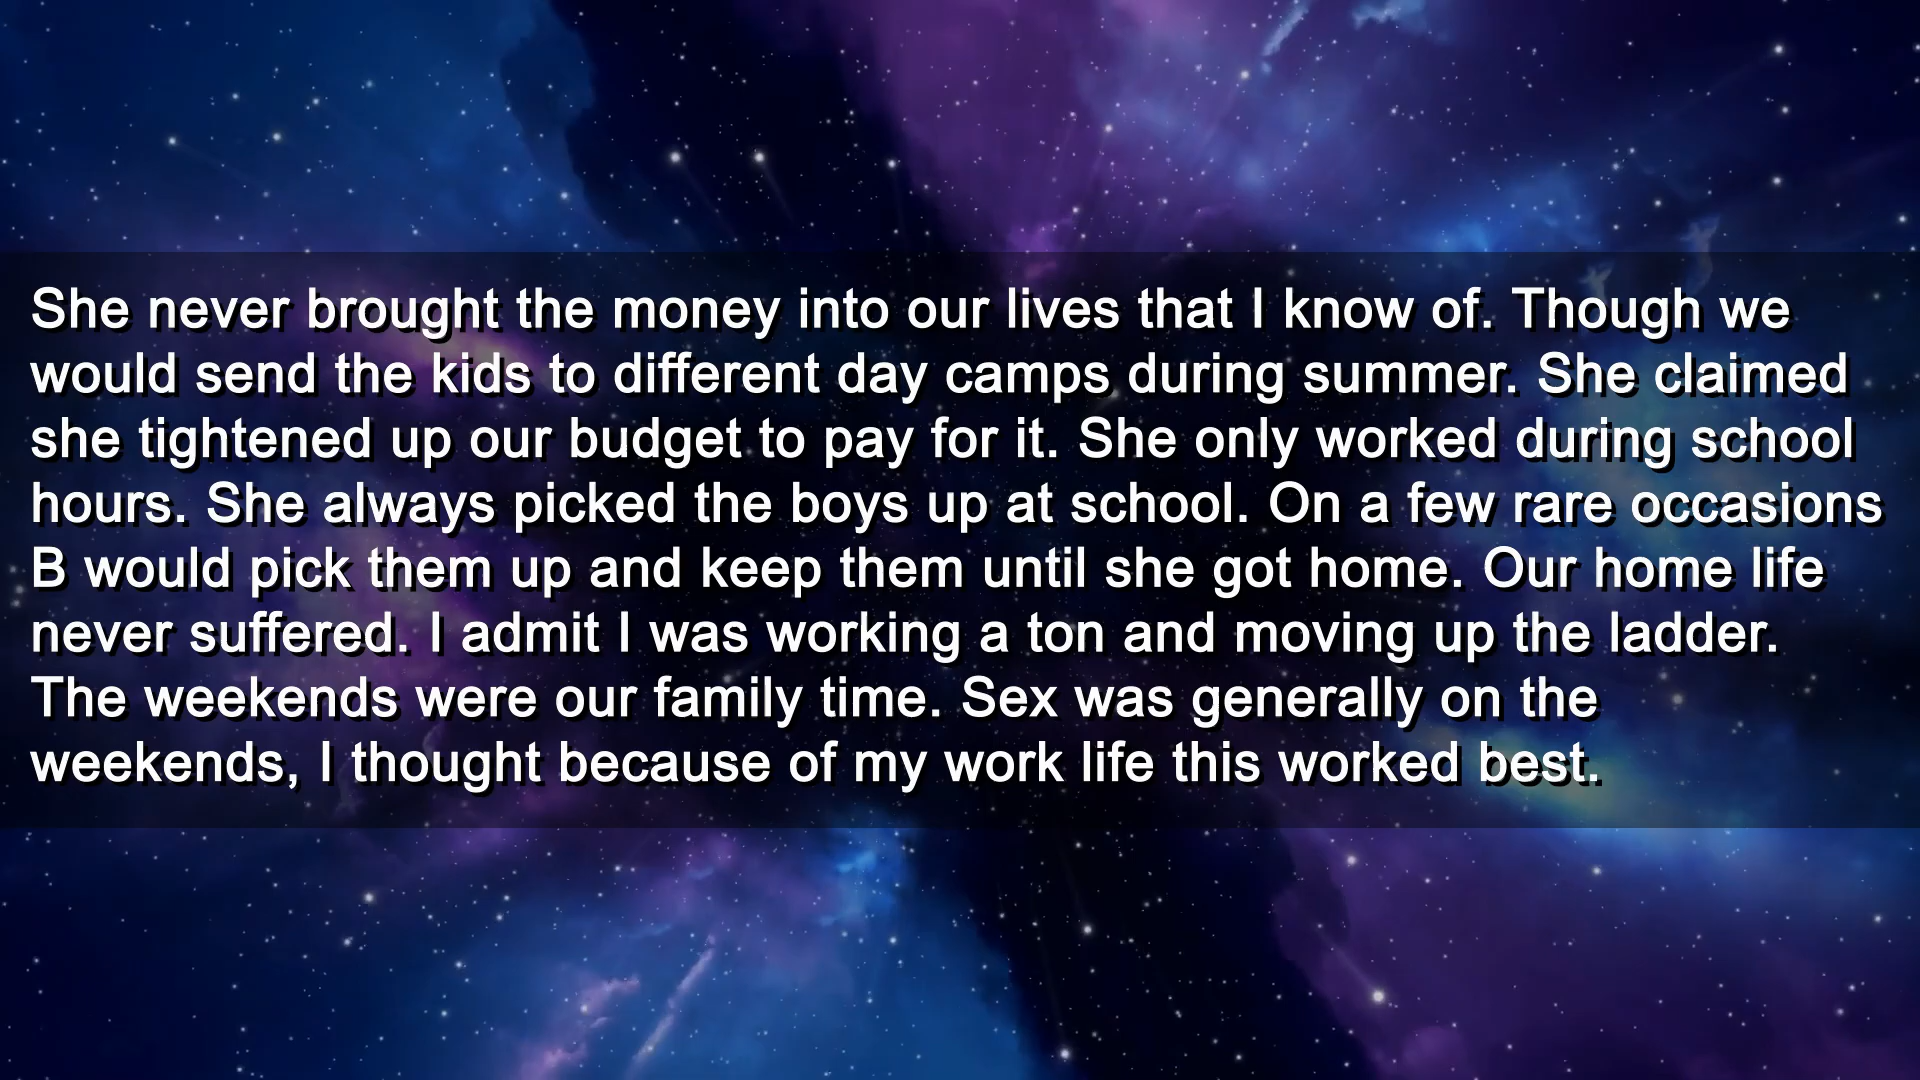 She never brought the money into our lives that I know of. Though we
would send the kids to different day camps during summer. She claimed
she tightened up our budget to pay for it. She only worked during school
hours. She always picked the boys up at school. On a few rare occasions
B would pick them up and keep them until she got home. Our home life
never suffered. I admit I was working a ton and moving up the ladder.
The weekends were our family time. Sex was generally on the
weekends, I thought because of my work life this worked best.